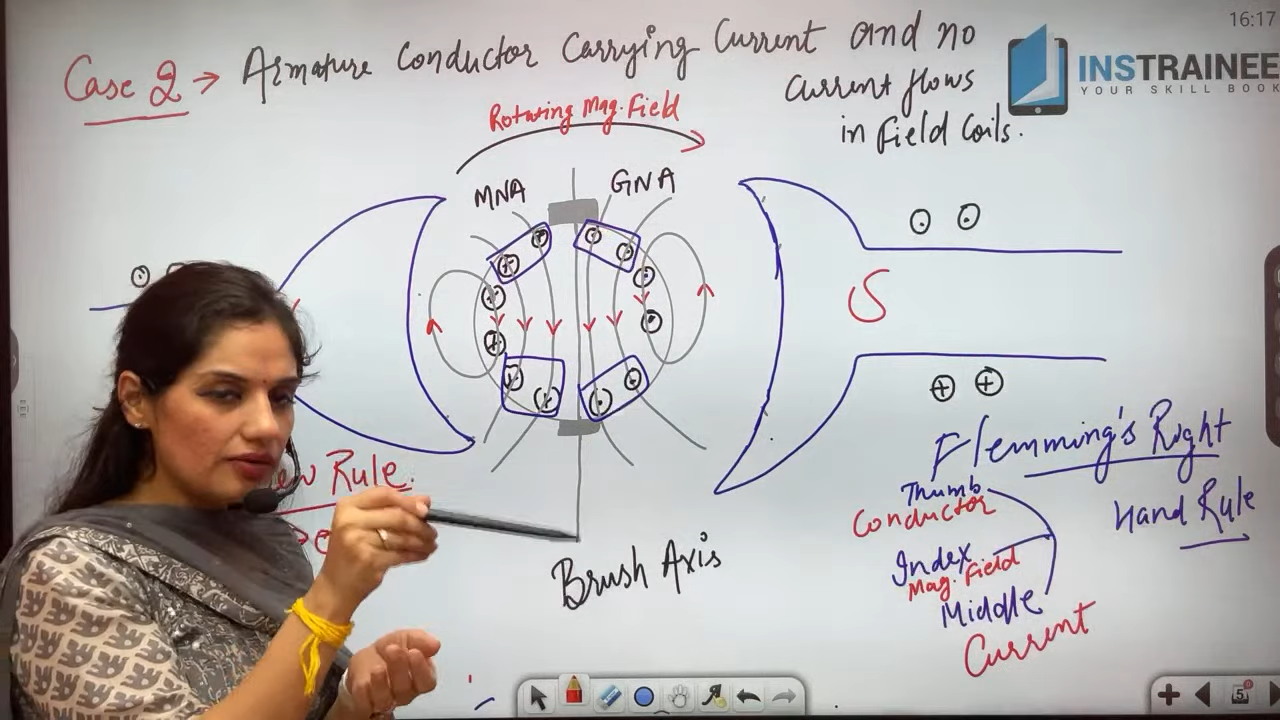 16:17
Case 2 → Armature Conductor Carrying Current and no
Current flows
in Field Coils.
INSTRAINEE
YOUR SKILL BOOK
Rotating Mag. Field
MNA
GNA
S
Rule.
Flemming's Right
Hand Rule
Thumb
Conductor
Index
Mag. Field
Middle
Current
Brush Axis
5